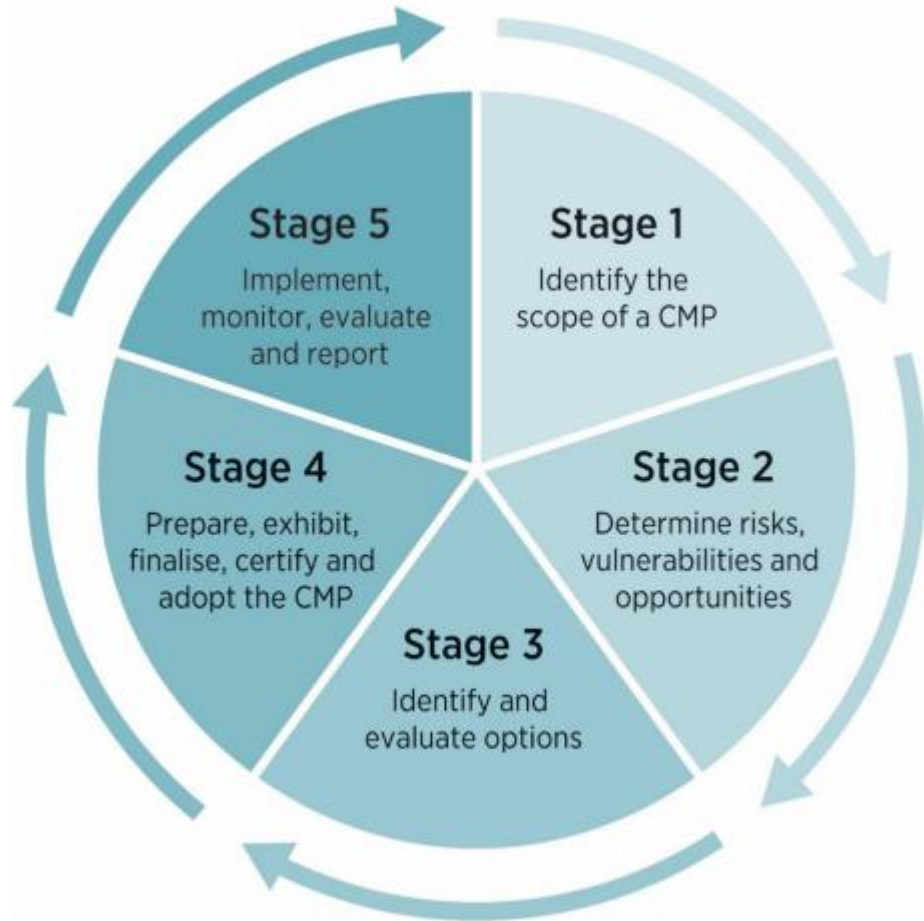 Stage 1
Identify the
scope of a CMP
Stage 2
Determine risks,
vulnerabilities and
opportunities
Stage 3
Identify and
evaluate options
Stage 4
Prepare, exhibit,
finalise, certify and
adopt the CMP
Stage 5
Implement,
monitor, evaluate
and report